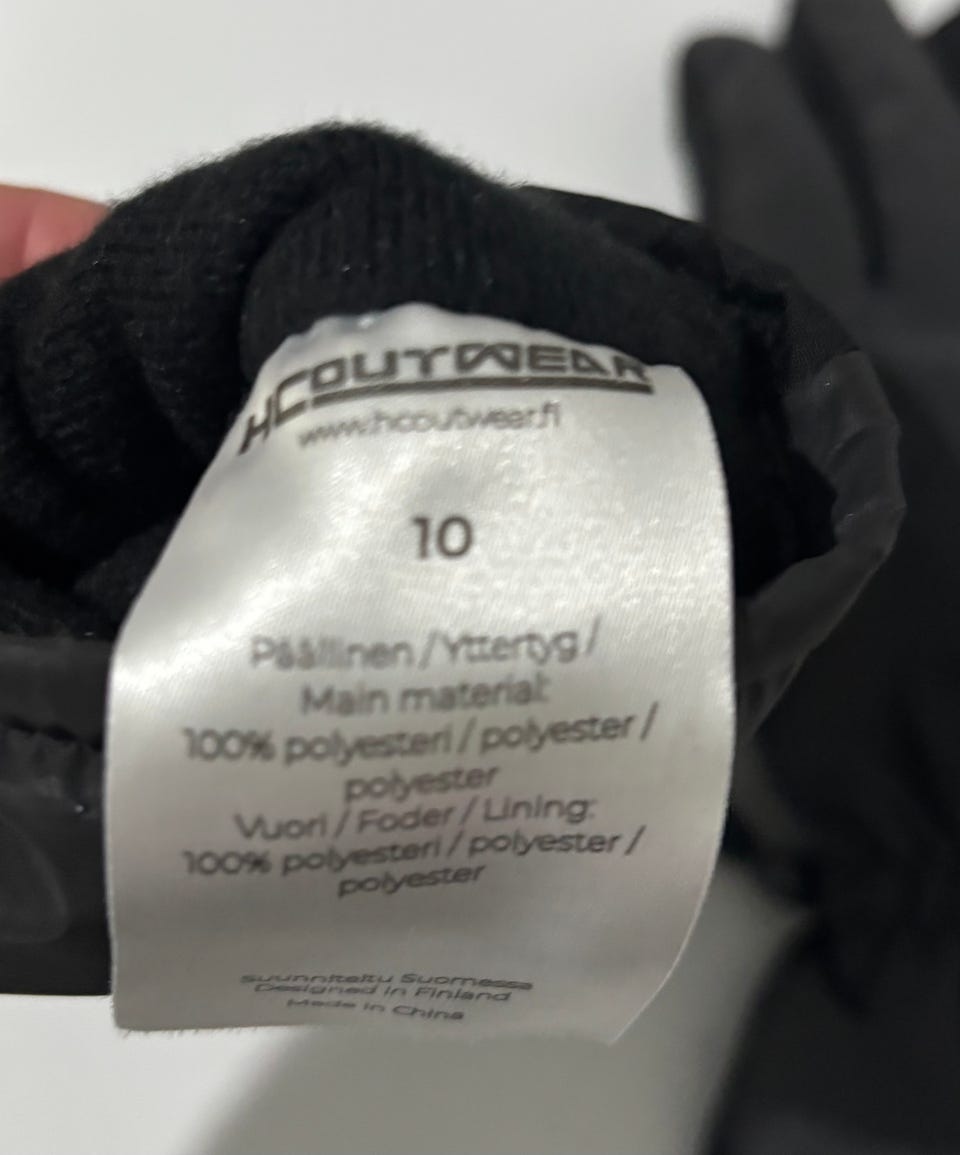 HCOUTWEAR
www.hcoutwear.fi
10
Päällinen / Yttertyg /
Main material:
100% polyesteri / polyester /
polyester
Vuori / Foder / Lining:
100% polyesteri / polyester /
polyester
Suunniteltu Suomessa
Designed in Finland
Made in China